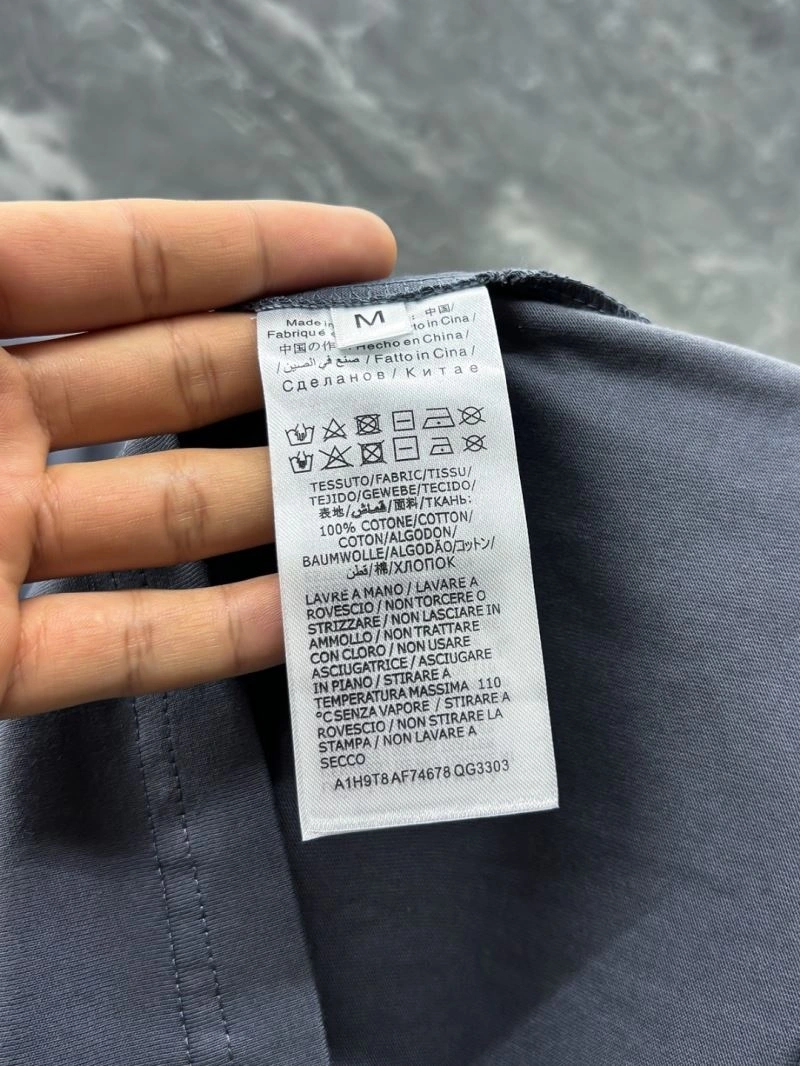 M
Made in to in Cina / : 中国/
Fabriqué e
中国の作 : Hecho en China /
/ صنع في الصين / Fatto in Cina /
Сделанов / Китае
TESSUTO/FABRIC/TISSU/
TEJIDO/GEWEBE/TECIDO/
表地/قماش/面料/ТКАНЬ:
100% COTONE/COTTON/
COTON/ALGODON/
BAUMWOLLE/ALGODÃO/コットン/
قطن/棉/ХЛОПОК
LAVRE A MANO / LAVARE A
ROVESCIO / NON TORCERE O
STRIZZARE / NON LASCIARE IN
AMMOLLO / NON TRATTARE
CON CLORO / NON USARE
ASCIUGATRICE / ASCIUGARE
IN PIANO / STIRARE A
TEMPERATURA MASSIMA 110
°C SENZA VAPORE / STIRARE A
ROVESCIO / NON STIRARE LA
STAMPA / NON LAVARE A
SECCO
A1H9T8 AF74678 QG3303